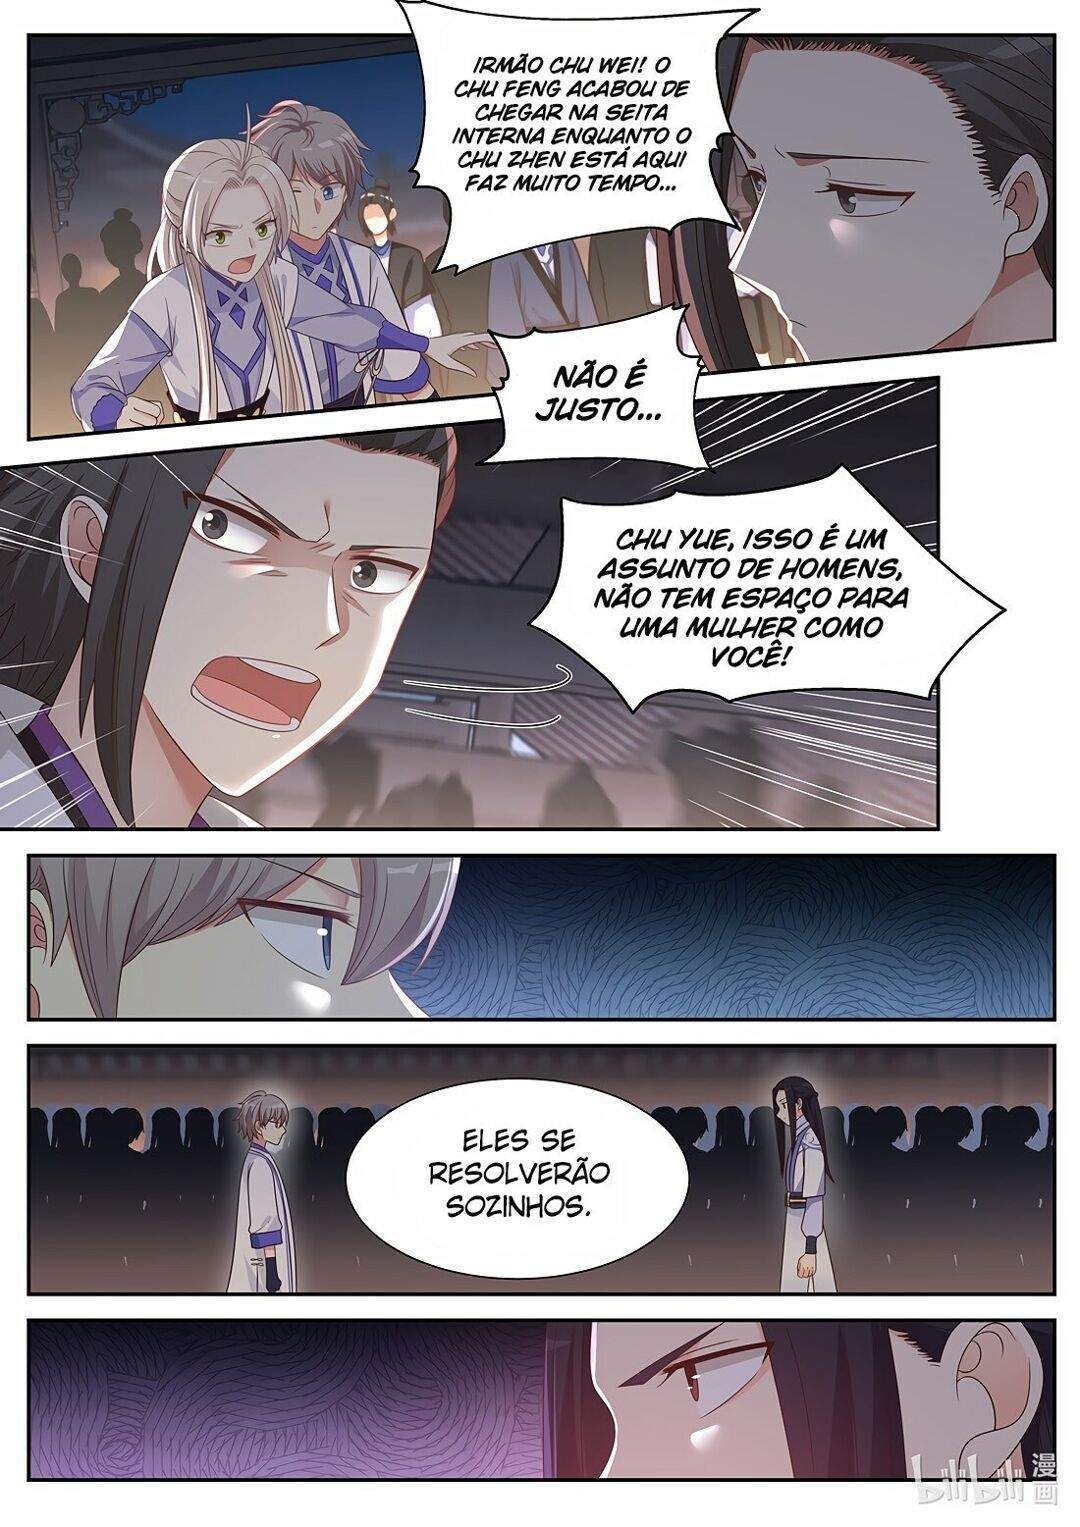 IRMÃO CHU WEI! O
CHU FENG ACABOU DE
CHEGAR NA SEITA
INTERNA ENQUANTO O
CHU ZHEN ESTÁ AQUI
FAZ MUITO TEMPO...
NÃO É
JUSTO...
CHU YUE, ISSO É UM
ASSUNTO DE HOMENS,
NÃO TEM ESPAÇO PARA
UMA MULHER COMO
VOCÊ!
ELES SE
RESOLVERÃO
SOZINHOS.
bilibili 漫画